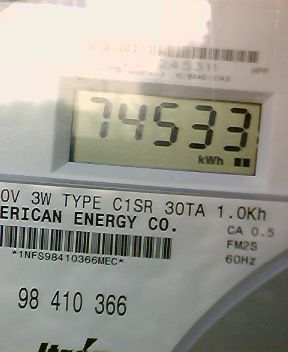 245311
74533
kWh
0V 3W TYPE C1SR 30TA 1.0Kh
ERICAN ENERGY CO. CA 0.5
FM2S
*1NFS98410366MEC* 60Hz
98 410 366